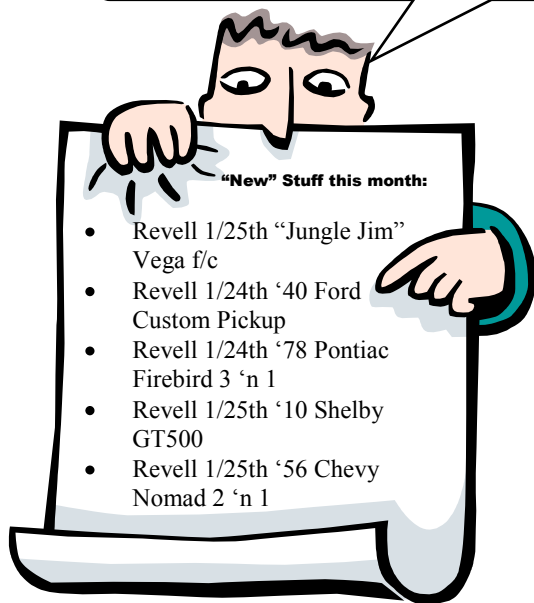 “New” Stuff this month:
• Revell 1/25th “Jungle Jim”
Vega f/c
• Revell 1/24th ‘40 Ford
Custom Pickup
• Revell 1/24th ‘78 Pontiac
Firebird 3 ‘n 1
• Revell 1/25th ‘10 Shelby
GT500
• Revell 1/25th ‘56 Chevy
Nomad 2 ‘n 1